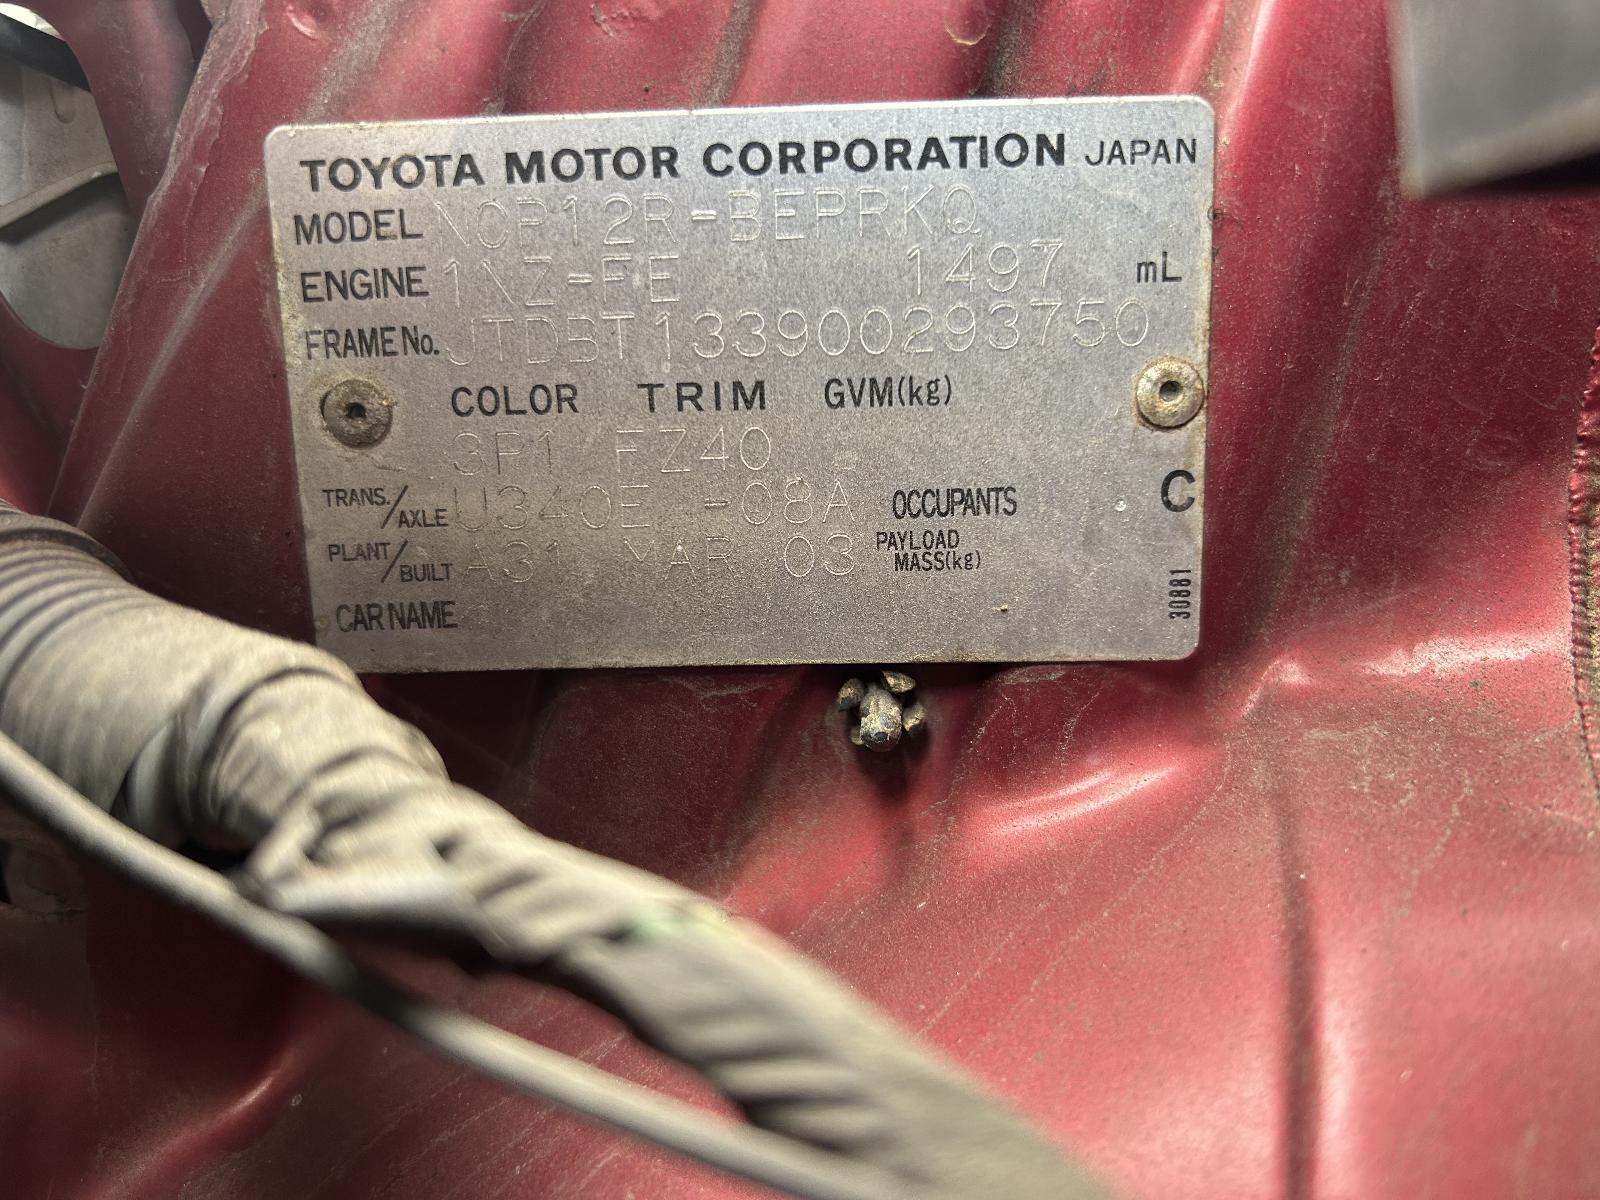 TOYOTA MOTOR CORPORATION JAPAN
MODEL NCP12R-BEPRKQ
ENGINE 1NZ-FE 1497 mL
FRAME No. JTDBT133900293750
COLOR TRIM GVM(kg)
3P1 FZ40
TRANS./AXLE U340E -08A OCCUPANTS
C
PLANT/BUILT A31 MAR 03 PAYLOAD MASS(kg)
CAR NAME
30881